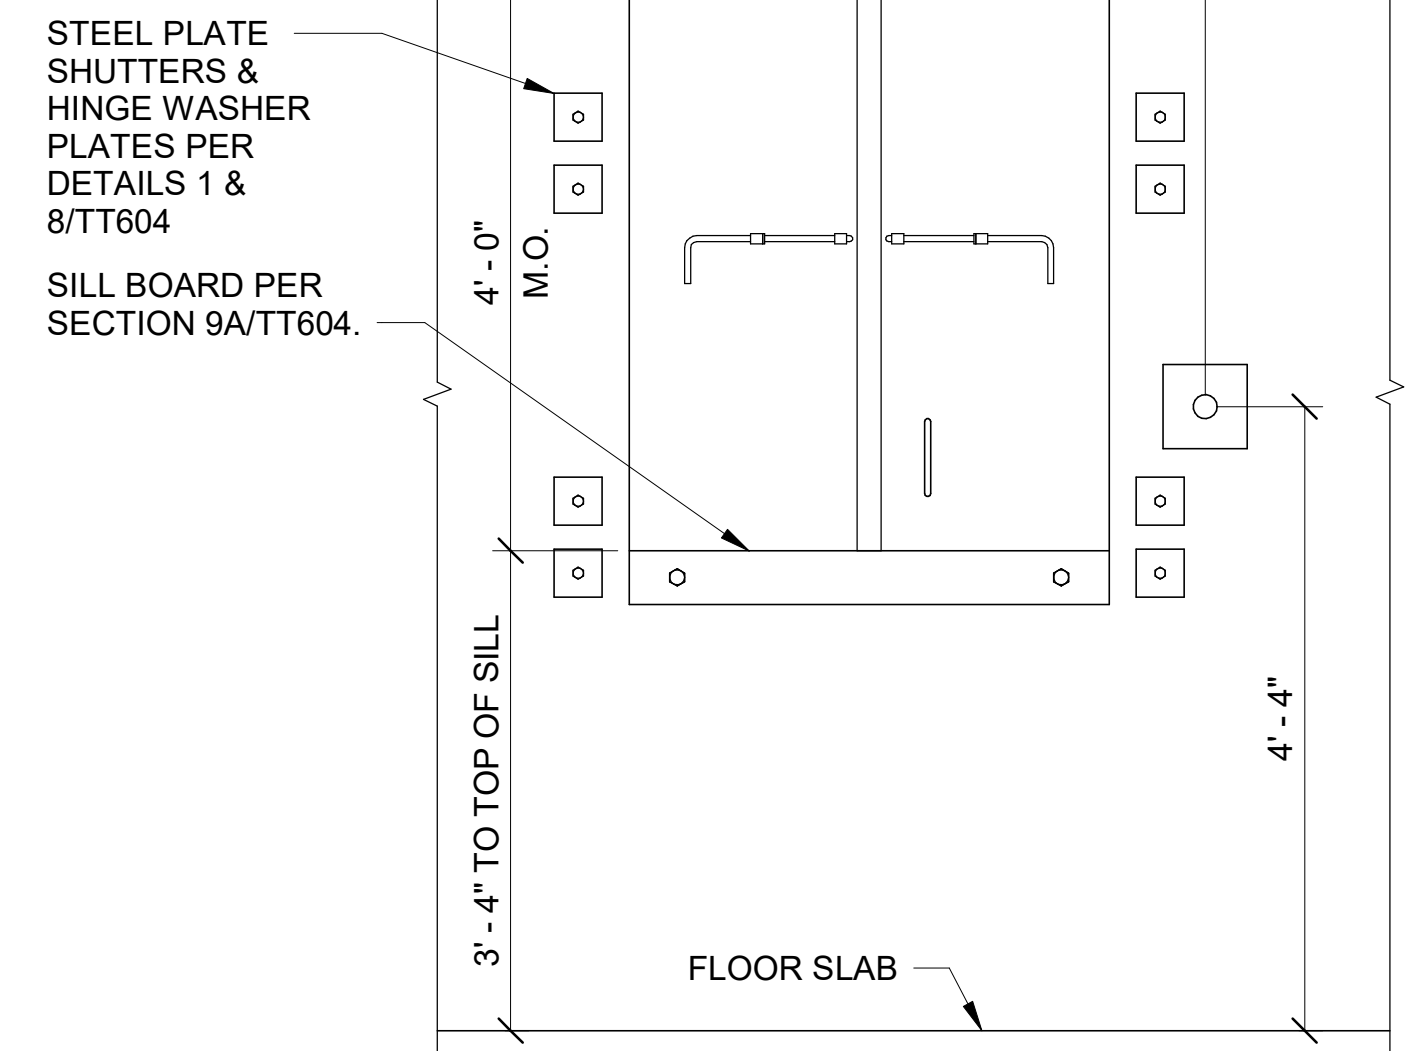 STEEL PLATE
SHUTTERS &
HINGE WASHER
PLATES PER
DETAILS 1 &
8/TT604
SILL BOARD PER
SECTION 9A/TT604.
4' - 0"
M.O.
3' - 4" TO TOP OF SILL
4' - 4"
FLOOR SLAB